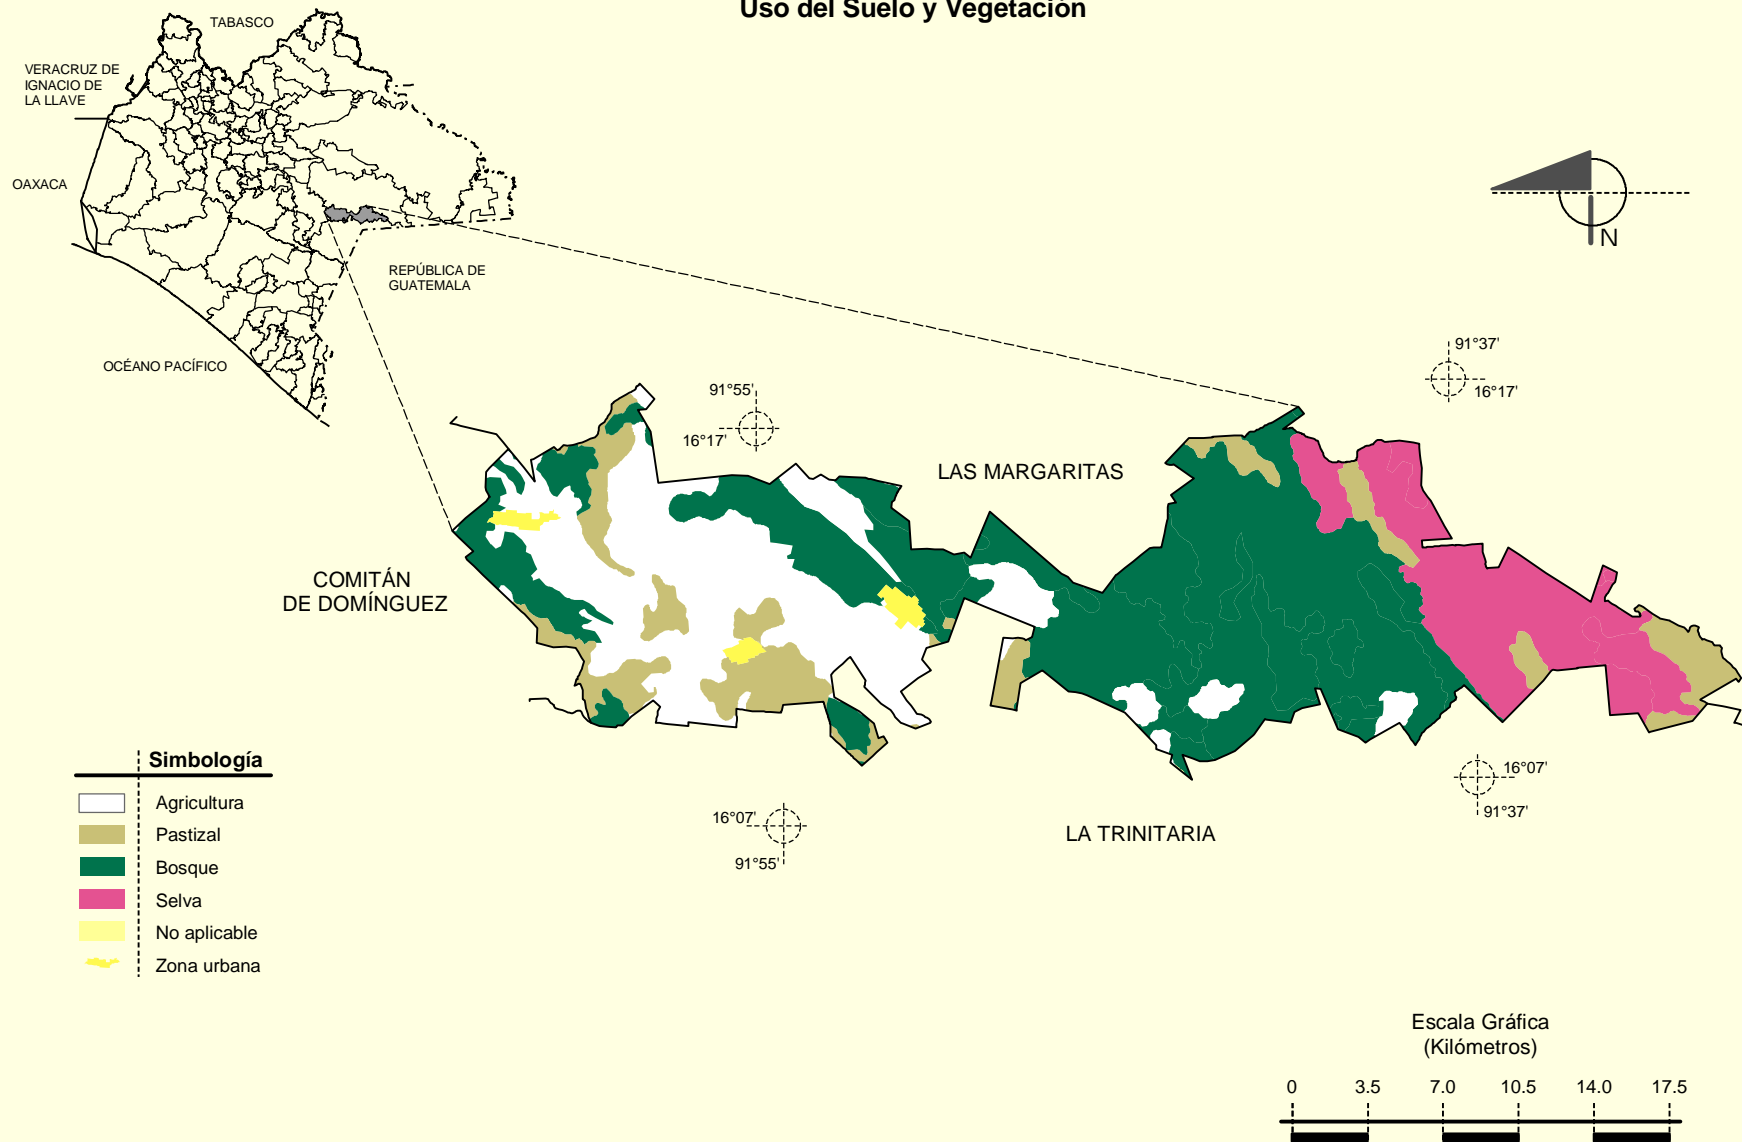 Uso del Suelo y Vegetación
TABASCO
VERACRUZ DE
IGNACIO DE
LA LLAVE
OAXACA
REPÚBLICA DE
GUATEMALA
OCÉANO PACÍFICO
N
91°37'
16°17'
91°55'
16°17'
LAS MARGARITAS
COMITÁN
DE DOMÍNGUEZ
LA TRINITARIA
16°07'
91°55'
16°07'
91°37'
Simbología
Agricultura
Pastizal
Bosque
Selva
No aplicable
Zona urbana
Escala Gráfica
(Kilómetros)
0 3.5 7.0 10.5 14.0 17.5